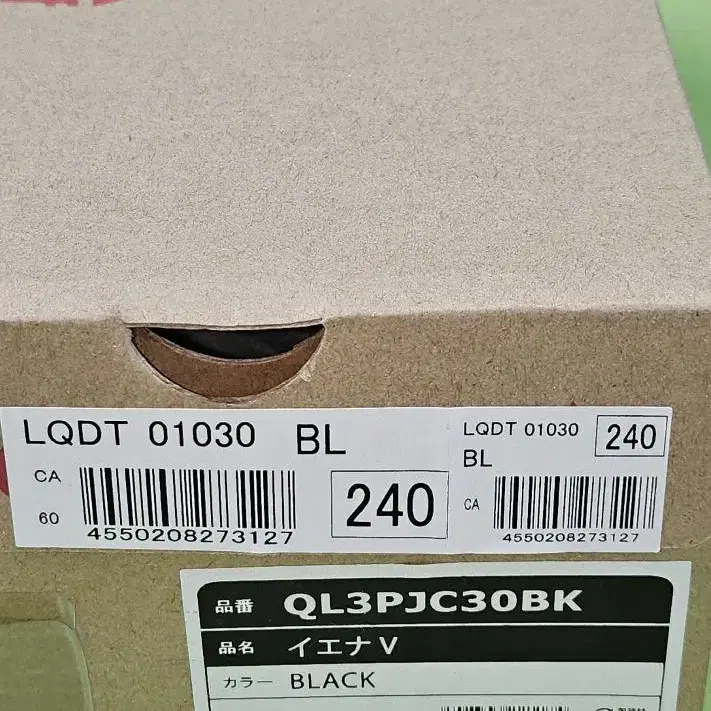 LQDT 01030 BL
CA
60
4550208273127
240
LQDT 01030
BL
240
CA
4550208273127
品番 QL3PJC30BK
品名 イエナV
カラー BLACK